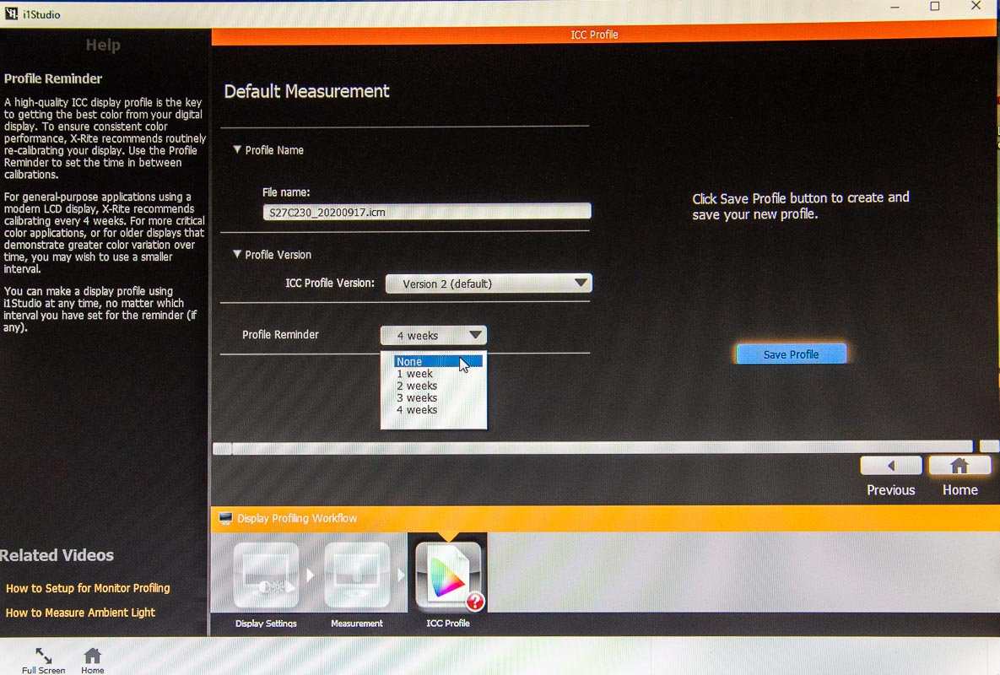 i1Studio
Help
Profile Reminder
A high-quality ICC display profile is the key
to getting the best color from your digital
display. To ensure consistent color
performance, X-Rite recommends routinely
re-calibrating your display. Use the Profile
Reminder to set the time in between
calibrations.
For general-purpose applications using a
modern LCD display, X-Rite recommends
calibrating every 4 weeks. For more critical
color applications, or for older displays that
demonstrate greater color variation over
time, you may wish to use a smaller
interval.
You can make a display profile using
i1Studio at any time, no matter which
interval you have set for the reminder (if
any).
Related Videos
How to Setup for Monitor Profiling
How to Measure Ambient Light
ICC Profile
Default Measurement
Profile Name
File name:
S27C230_20200917.icm
Profile Version
ICC Profile Version: Version 2 (default)
Profile Reminder 4 weeks
None
1 week
2 weeks
3 weeks
4 weeks
Click Save Profile button to create and
save your new profile.
Save Profile
Previous Home
Display Profiling Workflow
Display Settings Measurement ICC Profile
Full Screen Home